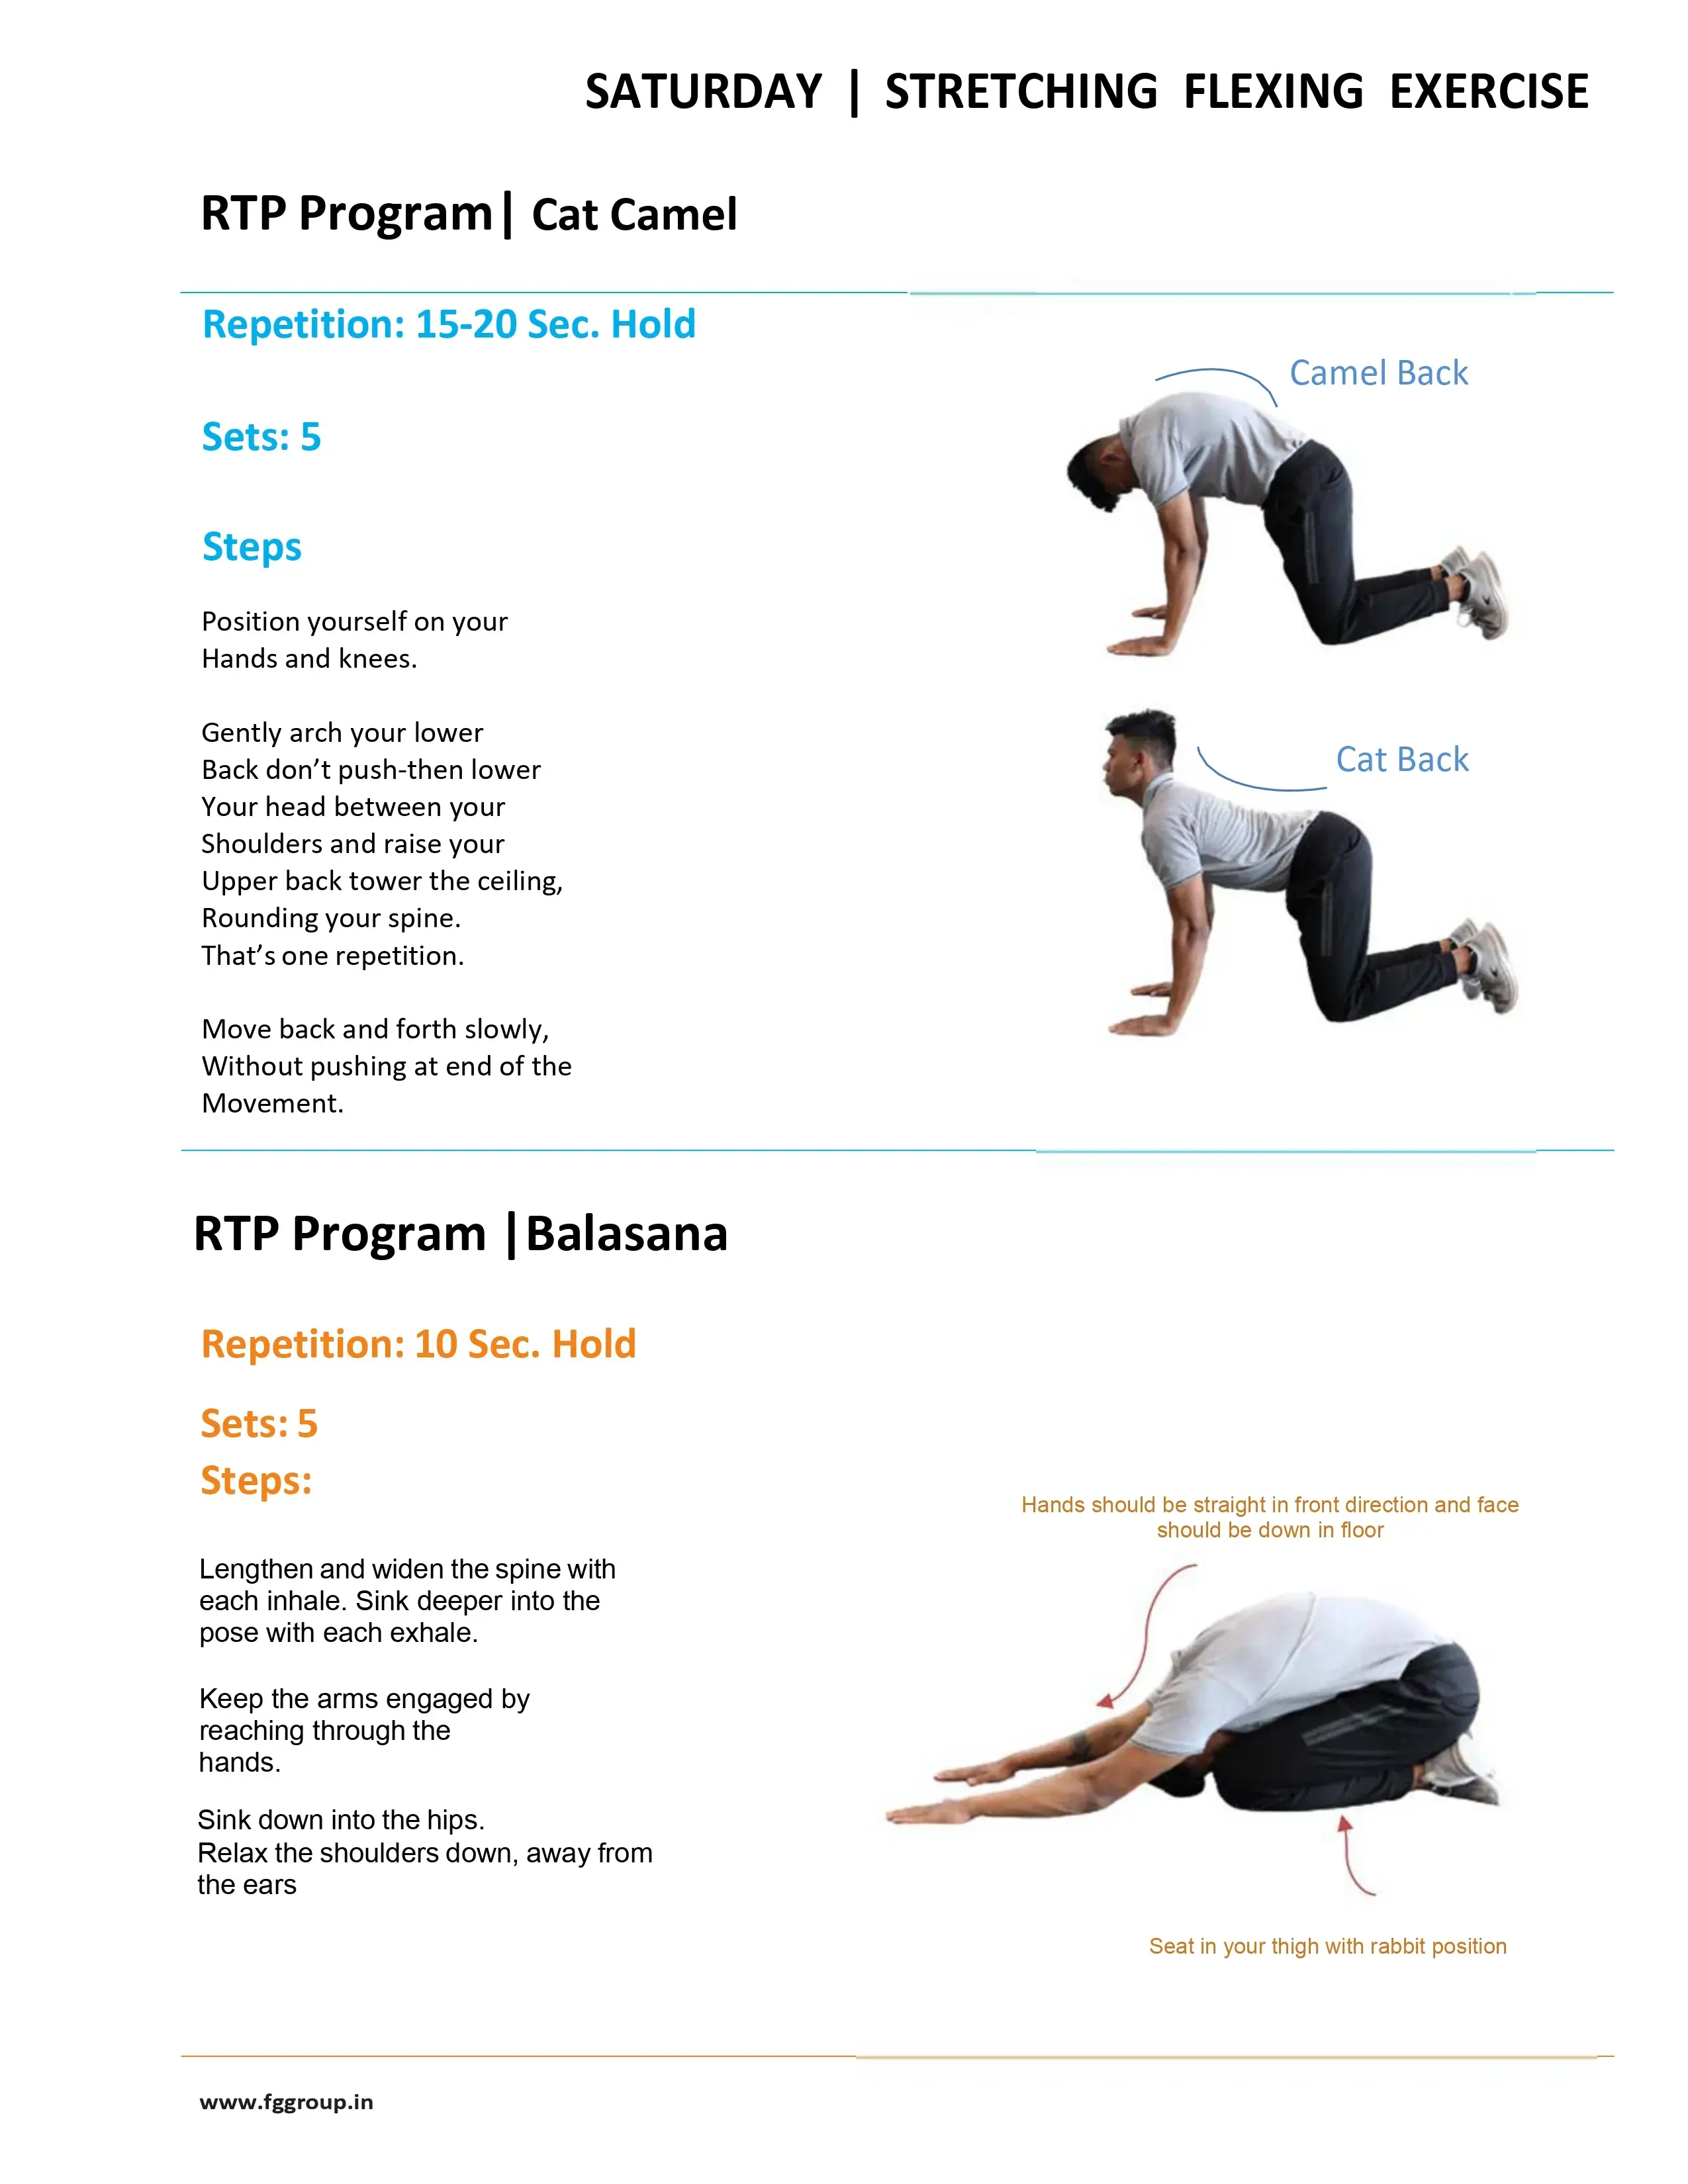 SATURDAY | STRETCHING FLEXING EXERCISE
RTP Program| Cat Camel
Repetition: 15-20 Sec. Hold
Sets: 5
Steps
Position yourself on your
Hands and knees.
Gently arch your lower
Back don’t push-then lower
Your head between your
Shoulders and raise your
Upper back tower the ceiling,
Rounding your spine.
That’s one repetition.
Move back and forth slowly,
Without pushing at end of the
Movement.
Camel Back
Cat Back
RTP Program |Balasana
Repetition: 10 Sec. Hold
Sets: 5
Steps:
Lengthen and widen the spine with
each inhale. Sink deeper into the
pose with each exhale.
Keep the arms engaged by
reaching through the
hands.
Sink down into the hips.
Relax the shoulders down, away from
the ears
Hands should be straight in front direction and face
should be down in floor
Seat in your thigh with rabbit position
www.fggroup.in